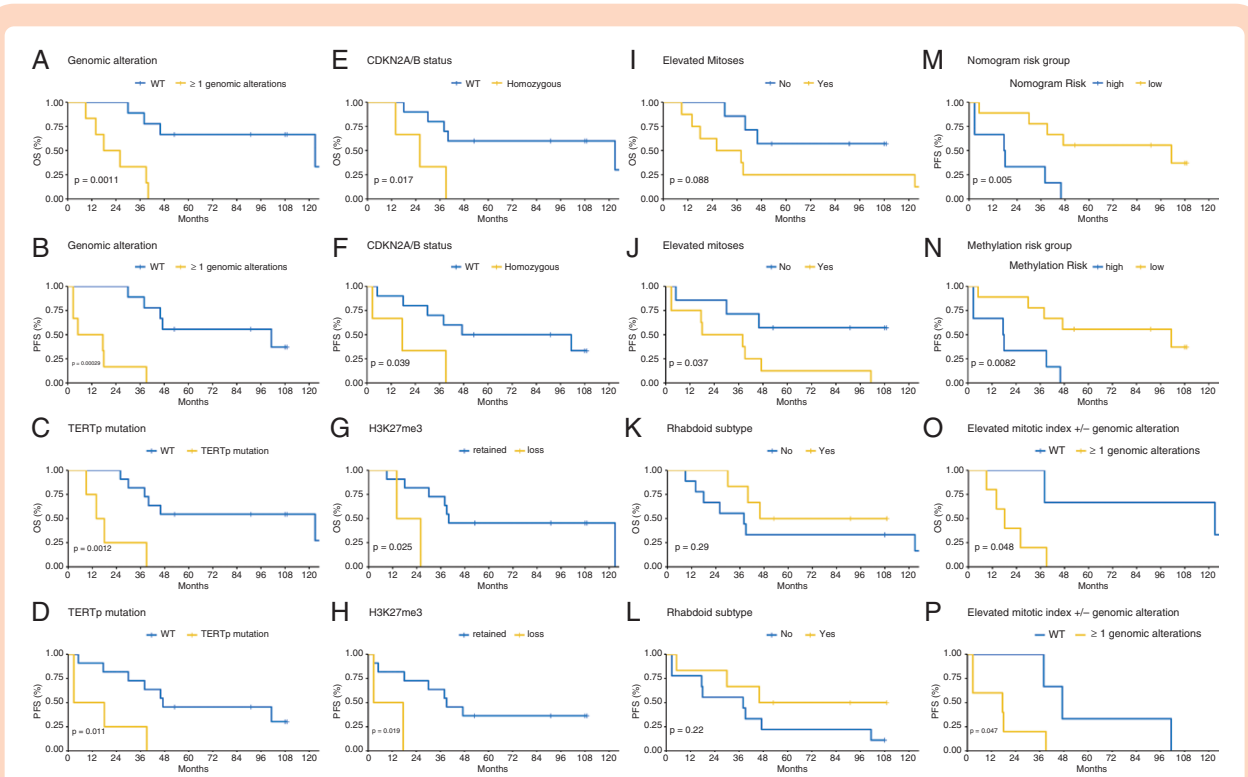 A Genomic alteration
WT ≥ 1 genomic alterations
OS (%)
1.00
0.75
0.50
0.25
0.00
p = 0.0011
0 12 24 36 48 60 72 84 96 108 120
Months
E CDKN2A/B status
WT Homozygous
OS (%)
1.00
0.75
0.50
0.25
0.00
p = 0.017
0 12 24 36 48 60 72 84 96 108 120
Months
I Elevated Mitoses
No Yes
OS (%)
1.00
0.75
0.50
0.25
0.00
p = 0.088
0 12 24 36 48 60 72 84 96 108 120
Months
M Nomogram risk group
Nomogram Risk high low
PFS (%)
1.00
0.75
0.50
0.25
0.00
p = 0.005
0 12 24 36 48 60 72 84 96 108 120
Months
B Genomic alteration
WT ≥ 1 genomic alterations
PFS (%)
1.00
0.75
0.50
0.25
0.00
p = 0.00029
0 12 24 36 48 60 72 84 96 108 120
Months
F CDKN2A/B status
WT Homozygous
PFS (%)
1.00
0.75
0.50
0.25
0.00
p = 0.039
0 12 24 36 48 60 72 84 96 108 120
Months
J Elevated mitoses
No Yes
PFS (%)
1.00
0.75
0.50
0.25
0.00
p = 0.037
0 12 24 36 48 60 72 84 96 108 120
Months
N Methylation risk group
Methylation Risk high low
PFS (%)
1.00
0.75
0.50
0.25
0.00
p = 0.0082
0 12 24 36 48 60 72 84 96 108 120
Months
C TERTp mutation
WT TERTp mutation
OS (%)
1.00
0.75
0.50
0.25
0.00
p = 0.0012
0 12 24 36 48 60 72 84 96 108 120
Months
G H3K27me3
retained loss
OS (%)
1.00
0.75
0.50
0.25
0.00
p = 0.025
0 12 24 36 48 60 72 84 96 108 120
Months
K Rhabdoid subtype
No Yes
OS (%)
1.00
0.75
0.50
0.25
0.00
p = 0.29
0 12 24 36 48 60 72 84 96 108 120
Months
O Elevated mitotic index +/– genomic alteration
WT ≥ 1 genomic alterations
OS (%)
1.00
0.75
0.50
0.25
0.00
p = 0.048
0 12 24 36 48 60 72 84 96 108 120
Months
D TERTp mutation
WT TERTp mutation
PFS (%)
1.00
0.75
0.50
0.25
0.00
p = 0.011
0 12 24 36 48 60 72 84 96 108 120
Months
H H3K27me3
retained loss
PFS (%)
1.00
0.75
0.50
0.25
0.00
p = 0.019
0 12 24 36 48 60 72 84 96 108 120
Months
L Rhabdoid subtype
No Yes
PFS (%)
1.00
0.75
0.50
0.25
0.00
p = 0.22
0 12 24 36 48 60 72 84 96 108 120
Months
P Elevated mitotic index +/– genomic alteration
WT ≥ 1 genomic alterations
PFS (%)
1.00
0.75
0.50
0.25
0.00
p = 0.047
0 12 24 36 48 60 72 84 96 108 120
Months